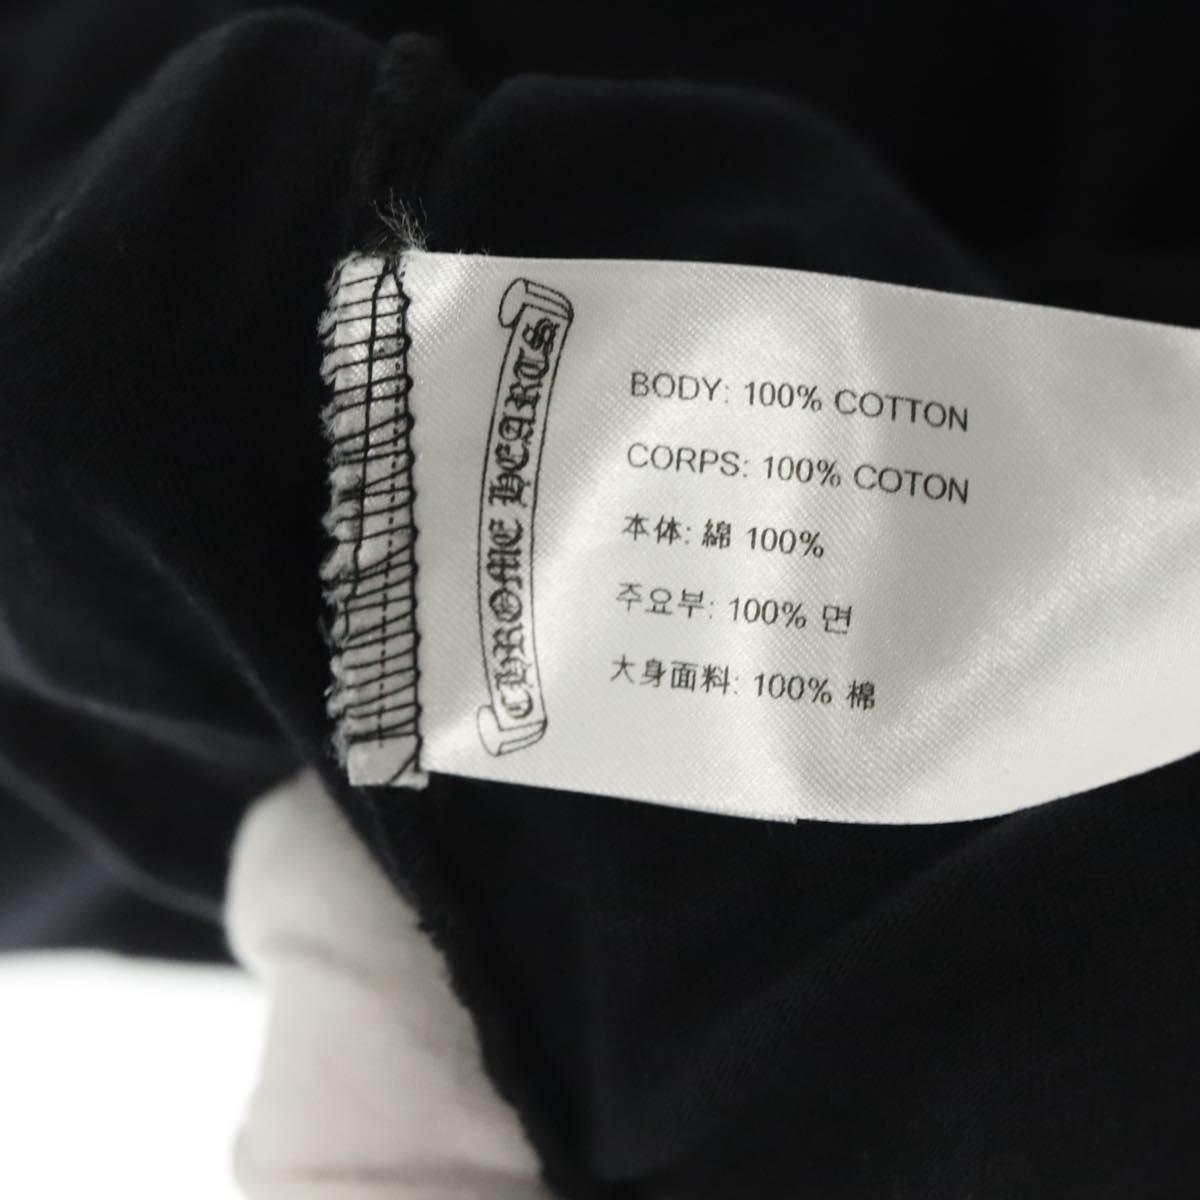 CHROME HEARTS
BODY: 100% COTTON
CORPS: 100% COTON
本体: 綿 100%
주요부: 100% 면
大身面料: 100% 棉